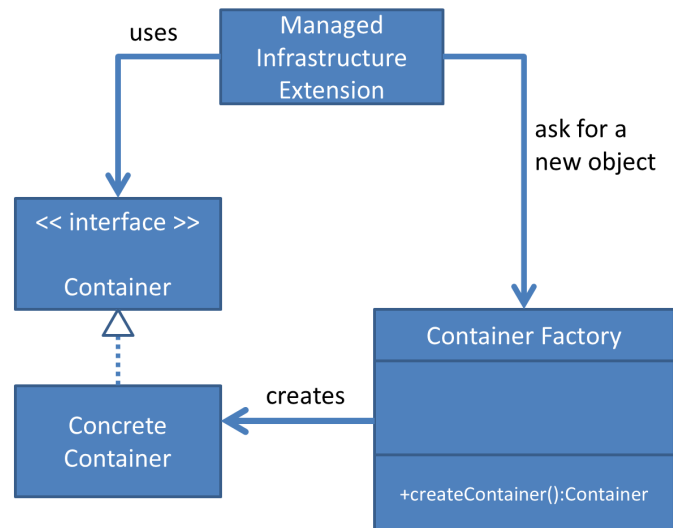 uses
Managed
Infrastructure
Extension
ask for a
new object
<< interface >>
Container
Container Factory
creates
Concrete
Container
+createContainer():Container